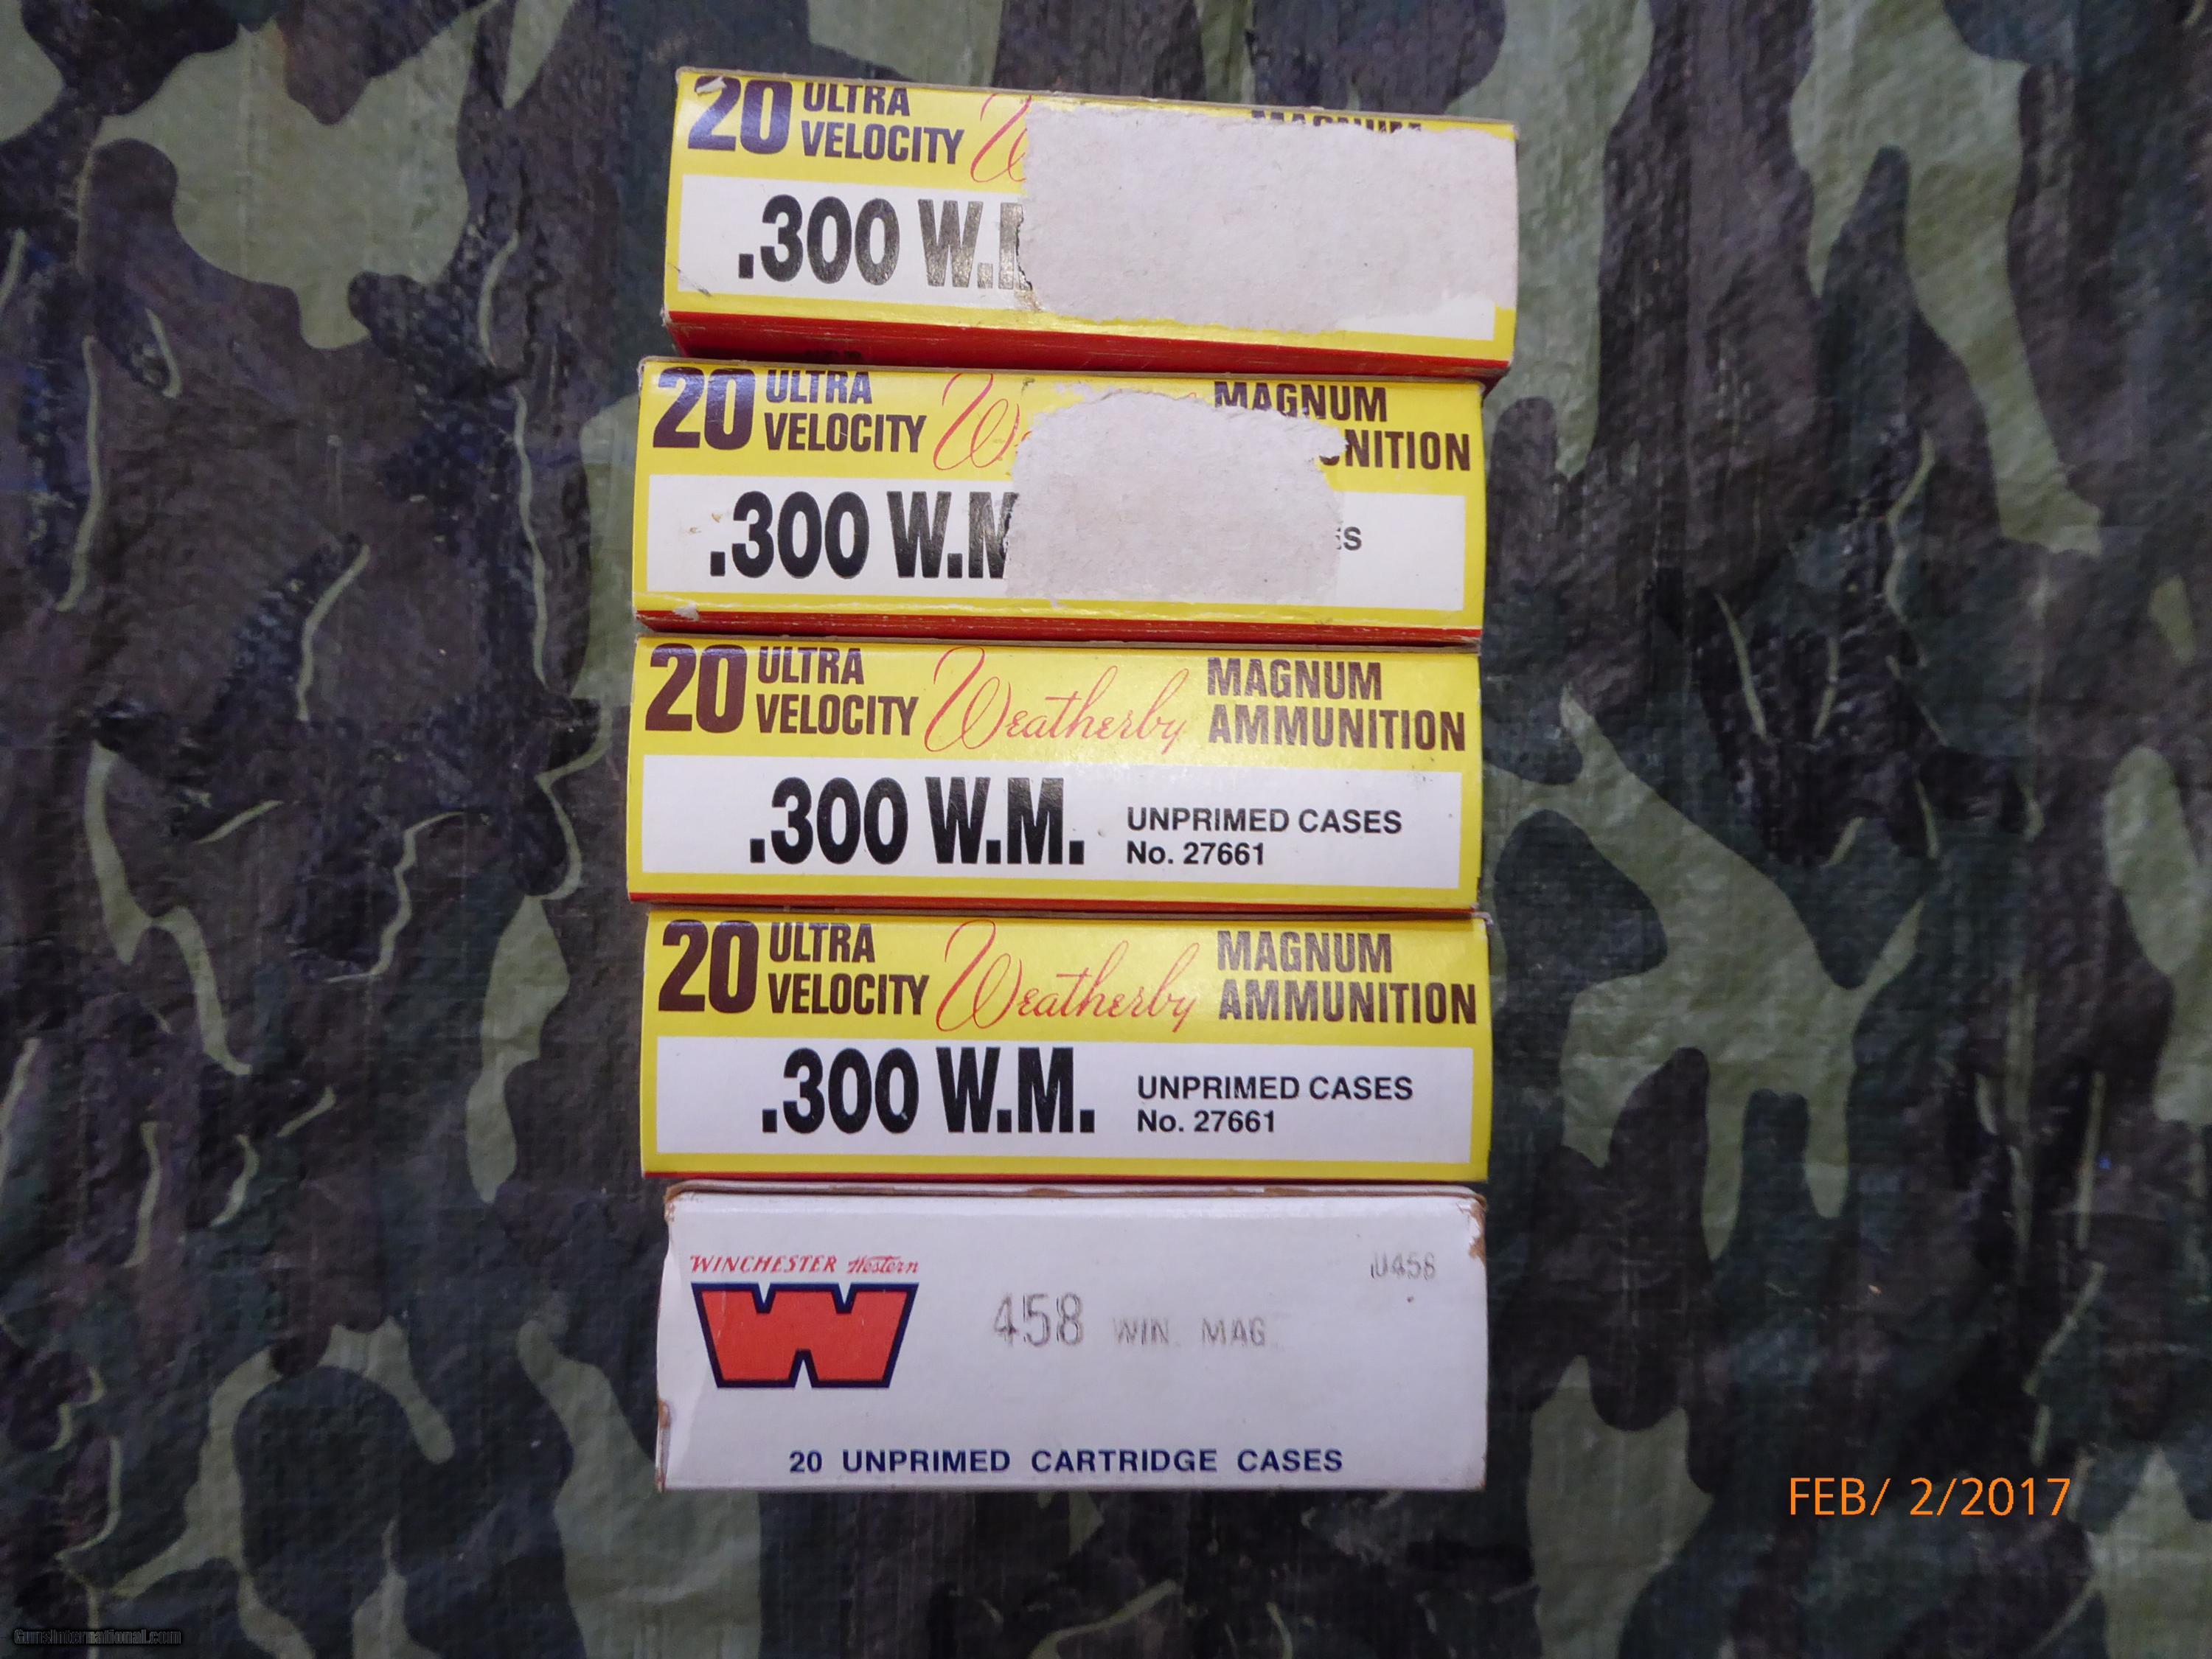 20 ULTRA
VELOCITY
.300 W.
20 ULTRA
VELOCITY
MAGNUM
.300 W.M
20 ULTRA
VELOCITY
Weatherby
MAGNUM
AMMUNITION
.300 W.M.
UNPRIMED CASES
No. 27661
20 ULTRA
VELOCITY
Weatherby
MAGNUM
AMMUNITION
.300 W.M.
UNPRIMED CASES
No. 27661
WINCHESTER Western
W
U458
458 WIN. MAG.
20 UNPRIMED CARTRIDGE CASES
FEB/ 2/2017
GunsInternational.com